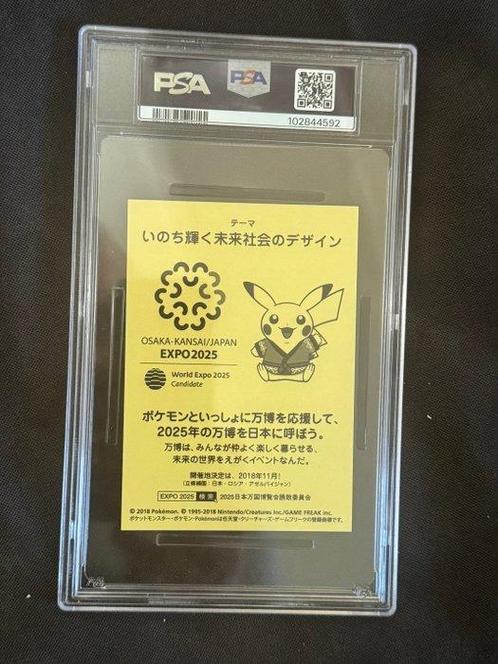 PSA
PSA
102844592
テーマ
いのち輝く未来社会のデザイン
OSAKA-KANSAI/JAPAN
EXPO2025
World Expo 2025
Candidate
ポケモンといっしょに万博を応援して、
2025年の万博を日本に呼ぼう。
万博は、みんなが仲よく楽しく暮らせる、
未来の世界をえがくイベントなんだ。
開催地決定は、2018年11月！
(立候補国：日本・ロシア・アゼルバイジャン)
EXPO 2025 検索 2025日本万国博覧会誘致委員会
© 2018 Pokémon. © 1995-2018 Nintendo/Creatures Inc./GAME FREAK inc.
ポケットモンスター・ポケモン・Pokémonは任天堂・クリーチャーズ・ゲームフリークの登録商標です。